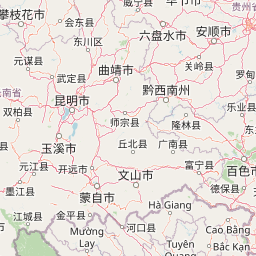 攀枝花市
会东县
六盘水市
安顺市
元谋县
东川区
关岭县
武定县
曲靖市
罗甸
黔西南州
昆明市
双柏县
师宗县
隆林县
乐业县
玉溪市
丘北县
广南县
百色市
元江县
开远市
富宁县
墨江县
文山市
德保县
蒙自市
Hà Giang
江城县
金平县
河口县
Cao Bằng
Mường
Lay
Tuyên
Quang
Bắc Kạn